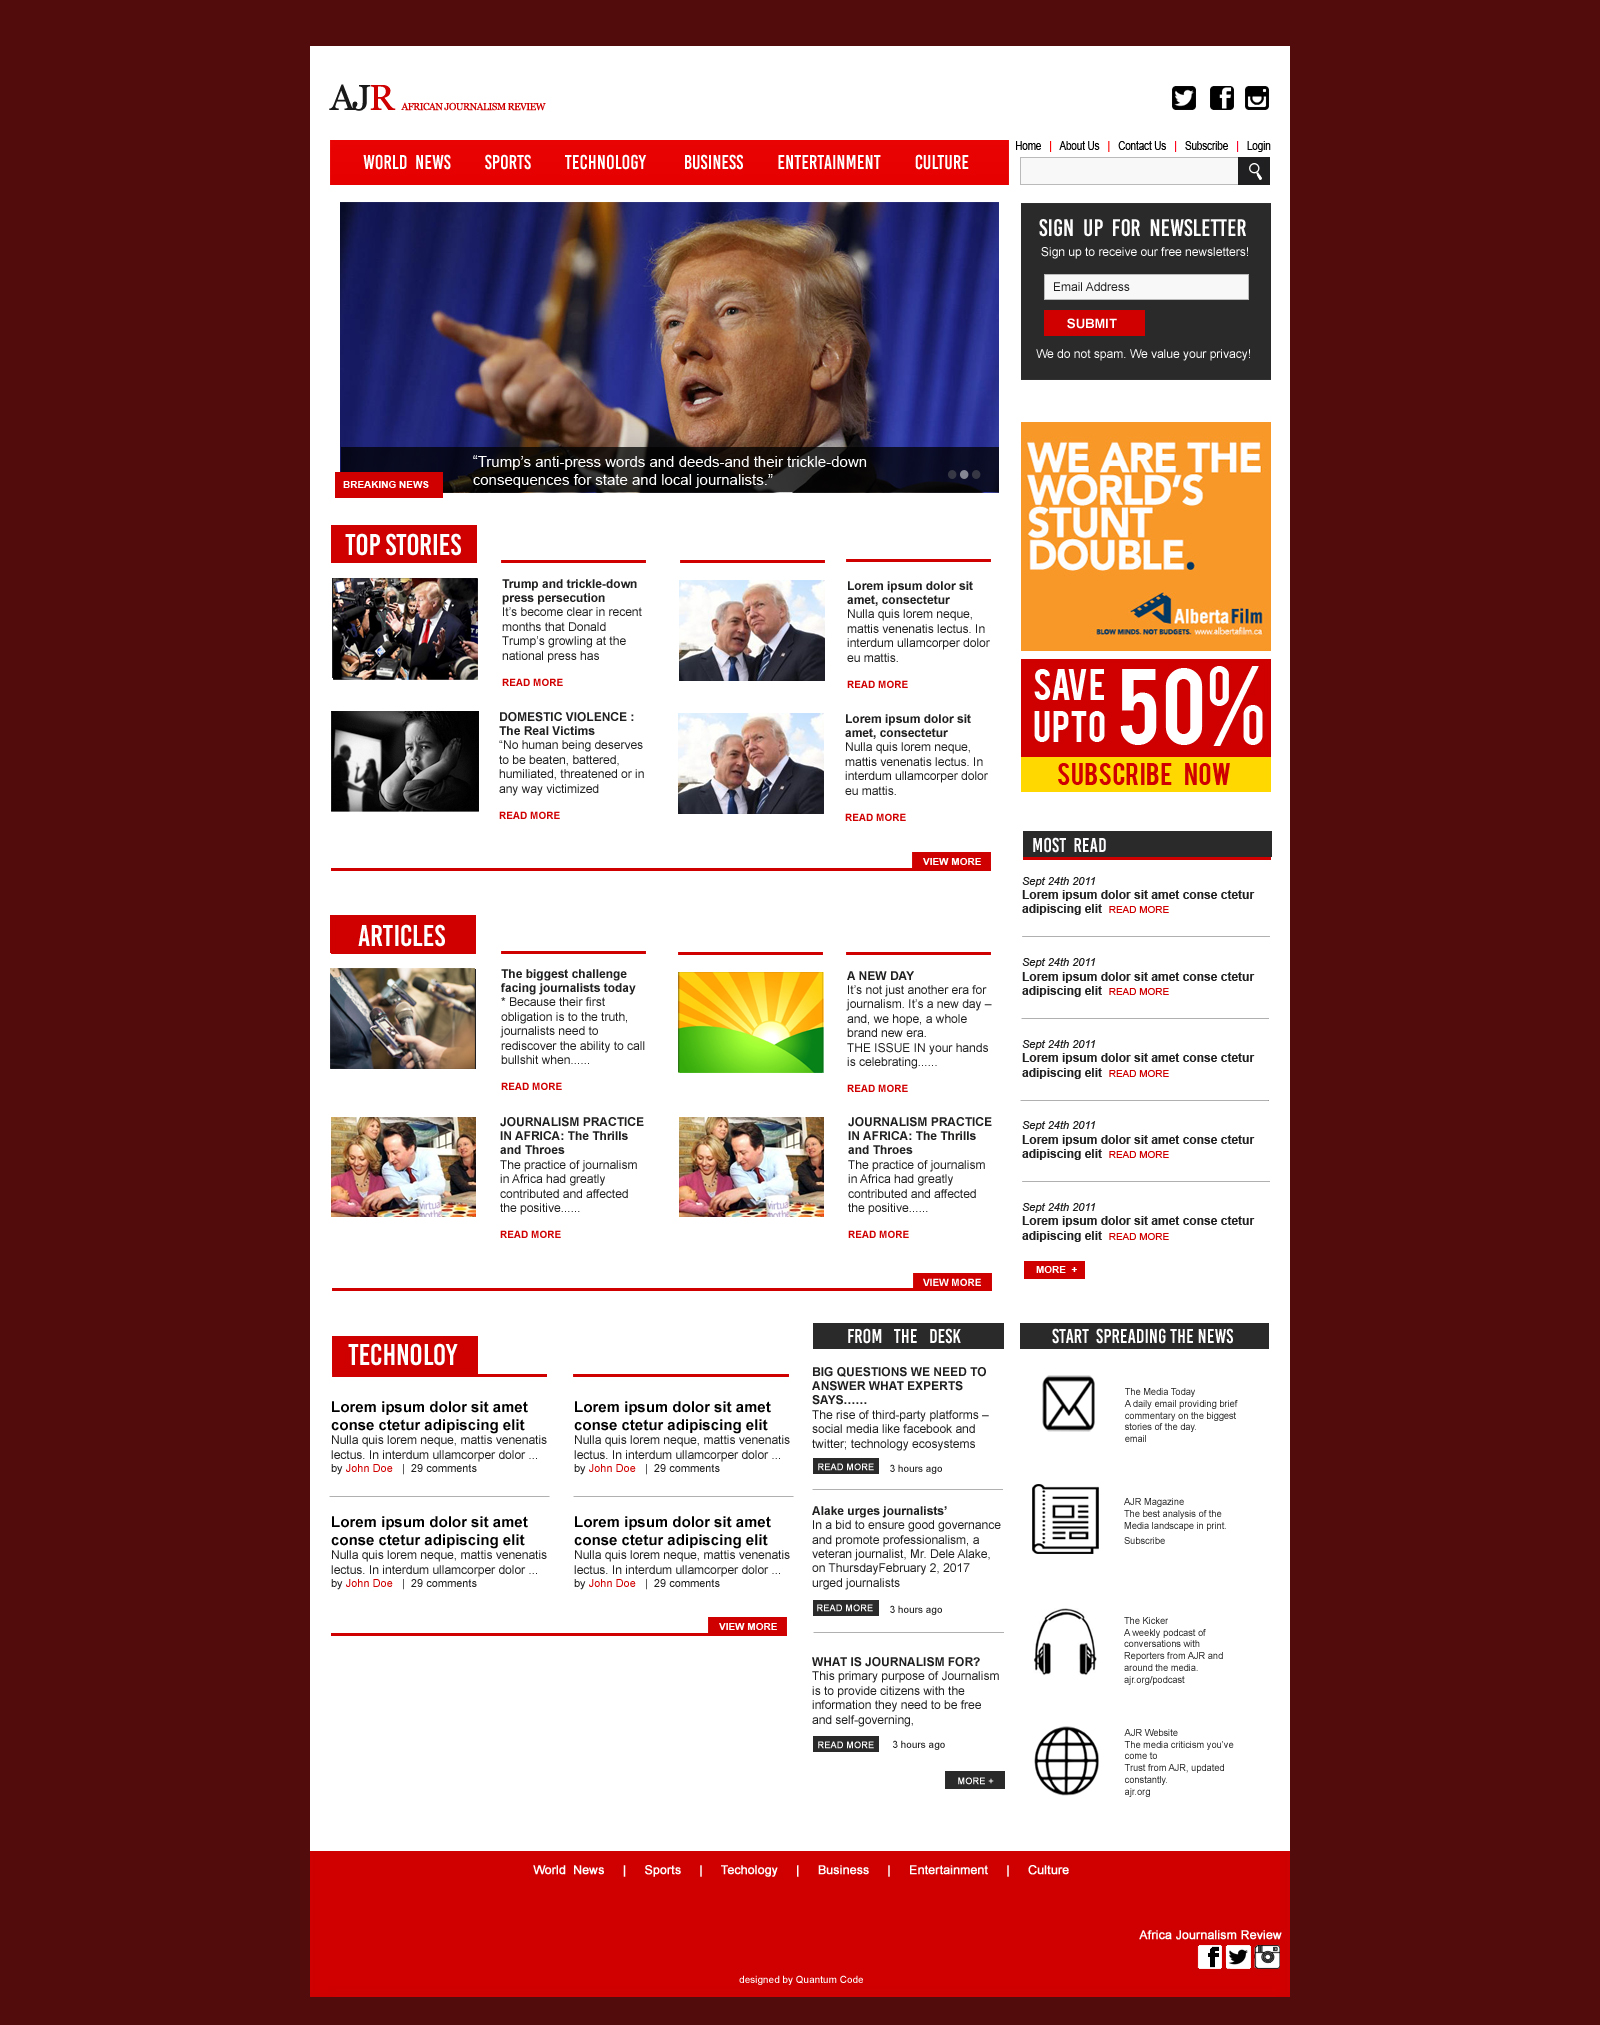 AJR AFRICAN JOURNALISM REVIEW
Home | About Us | Contact Us | Subscribe | Login
WORLD NEWS SPORTS TECHNOLOGY BUSINESS ENTERTAINMENT CULTURE
“Trump’s anti-press words and deeds-and their trickle-down
consequences for state and local journalists.”
BREAKING NEWS
SIGN UP FOR NEWSLETTER
Sign up to receive our free newsletters!
Email Address
SUBMIT
We do not spam. We value your privacy!
WE ARE THE
WORLD'S
STUNT
DOUBLE.
Alberta Film
BLOW MINDS. NOT BUDGETS. www.albertafilm.ca
SAVE
UPTO
50%
SUBSCRIBE NOW
TOP STORIES
Trump and trickle-down
press persecution
It’s become clear in recent
months that Donald
Trump’s growling at the
national press has
READ MORE
Lorem ipsum dolor sit
amet, consectetur
Nulla quis lorem neque,
mattis venenatis lectus. In
interdum ullamcorper dolor
eu mattis.
READ MORE
DOMESTIC VIOLENCE :
The Real Victims
“No human being deserves
to be beaten, battered,
humiliated, threatened or in
any way victimized
READ MORE
Lorem ipsum dolor sit
amet, consectetur
Nulla quis lorem neque,
mattis venenatis lectus. In
interdum ullamcorper dolor
eu mattis.
READ MORE
VIEW MORE
MOST READ
Sept 24th 2011
Lorem ipsum dolor sit amet conse ctetur
adipiscing elit READ MORE
Sept 24th 2011
Lorem ipsum dolor sit amet conse ctetur
adipiscing elit READ MORE
Sept 24th 2011
Lorem ipsum dolor sit amet conse ctetur
adipiscing elit READ MORE
Sept 24th 2011
Lorem ipsum dolor sit amet conse ctetur
adipiscing elit READ MORE
Sept 24th 2011
Lorem ipsum dolor sit amet conse ctetur
adipiscing elit READ MORE
MORE +
ARTICLES
The biggest challenge
facing journalists today
* Because their first
obligation is to the truth,
journalists need to
rediscover the ability to call
bullshit when......
READ MORE
A NEW DAY
It’s not just another era for
journalism. It’s a new day –
and, we hope, a whole
brand new era.
THE ISSUE IN your hands
is celebrating......
READ MORE
JOURNALISM PRACTICE
IN AFRICA: The Thrills
and Throes
The practice of journalism
in Africa had greatly
contributed and affected
the positive......
READ MORE
JOURNALISM PRACTICE
IN AFRICA: The Thrills
and Throes
The practice of journalism
in Africa had greatly
contributed and affected
the positive......
READ MORE
VIEW MORE
TECHNOLOY
Lorem ipsum dolor sit amet
conse ctetur adipiscing elit
Nulla quis lorem neque, mattis venenatis
lectus. In interdum ullamcorper dolor ...
by John Doe | 29 comments
Lorem ipsum dolor sit amet
conse ctetur adipiscing elit
Nulla quis lorem neque, mattis venenatis
lectus. In interdum ullamcorper dolor ...
by John Doe | 29 comments
Lorem ipsum dolor sit amet
conse ctetur adipiscing elit
Nulla quis lorem neque, mattis venenatis
lectus. In interdum ullamcorper dolor ...
by John Doe | 29 comments
Lorem ipsum dolor sit amet
conse ctetur adipiscing elit
Nulla quis lorem neque, mattis venenatis
lectus. In interdum ullamcorper dolor ...
by John Doe | 29 comments
VIEW MORE
FROM THE DESK
BIG QUESTIONS WE NEED TO
ANSWER WHAT EXPERTS
SAYS......
The rise of third-party platforms –
social media like facebook and
twitter; technology ecosystems
READ MORE 3 hours ago
Alake urges journalists’
In a bid to ensure good governance
and promote professionalism, a
veteran journalist, Mr. Dele Alake,
on ThursdayFebruary 2, 2017
urged journalists
READ MORE 3 hours ago
WHAT IS JOURNALISM FOR?
This primary purpose of Journalism
is to provide citizens with the
information they need to be free
and self-governing,
READ MORE 3 hours ago
MORE +
START SPREADING THE NEWS
The Media Today
A daily email providing brief
commentary on the biggest
stories of the day.
email
AJR Magazine
The best analysis of the
Media landscape in print.
Subscribe
The Kicker
A weekly podcast of
conversations with
Reporters from AJR and
around the media.
ajr.org/podcast
AJR Website
The media criticism you’ve
come to
Trust from AJR, updated
constantly.
ajr.org
World News | Sports | Techology | Business | Entertainment | Culture
Africa Journalism Review
designed by Quantum Code